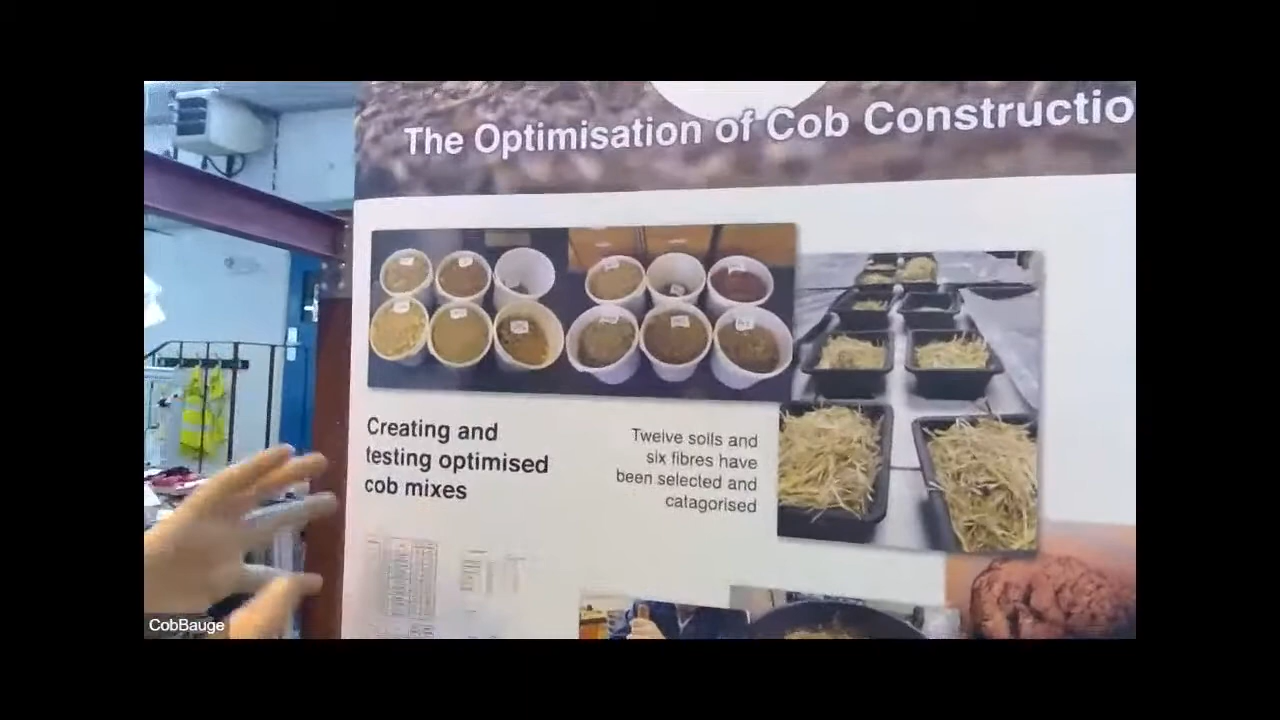 The Optimisation of Cob Constructio
Creating and
testing optimised
cob mixes
Twelve soils and
six fibres have
been selected and
catagorised
CobBauge